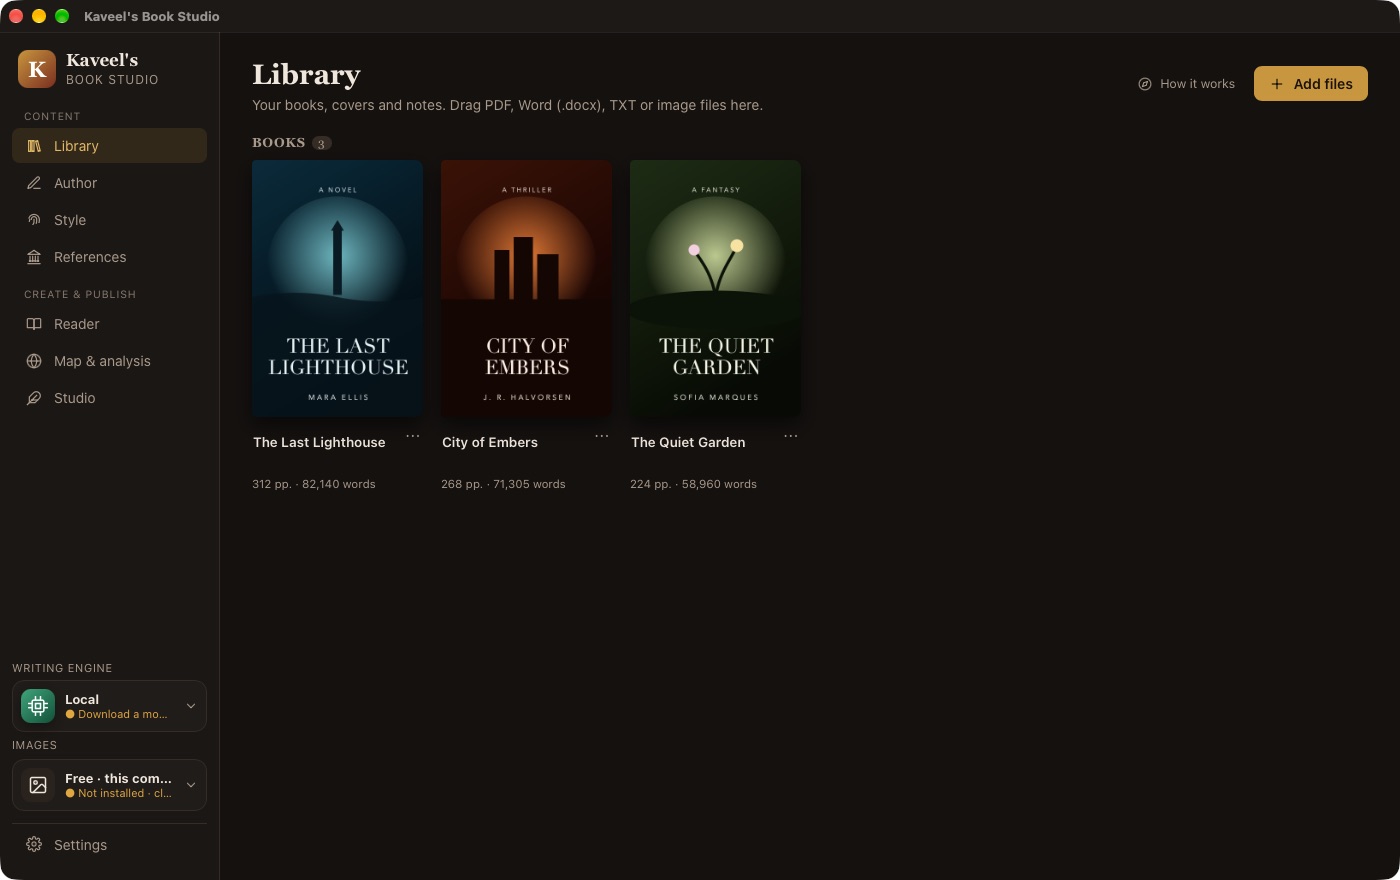 Kaveel's Book Studio
K
Kaveel's
BOOK STUDIO
CONTENT
Library
Author
Style
References
CREATE & PUBLISH
Reader
Map & analysis
Studio
WRITING ENGINE
Local
Download a mo...
IMAGES
Free · this com...
Not installed · cl...
Settings
Library
Your books, covers and notes. Drag PDF, Word (.docx), TXT or image files here.
How it works
+ Add files
BOOKS 3
A NOVEL
THE LAST
LIGHTHOUSE
MARA ELLIS
The Last Lighthouse ...
312 pp. · 82,140 words
A THRILLER
CITY OF
EMBERS
J. R. HALVORSEN
City of Embers ...
268 pp. · 71,305 words
A FANTASY
THE QUIET
GARDEN
SOFIA MARQUES
The Quiet Garden ...
224 pp. · 58,960 words